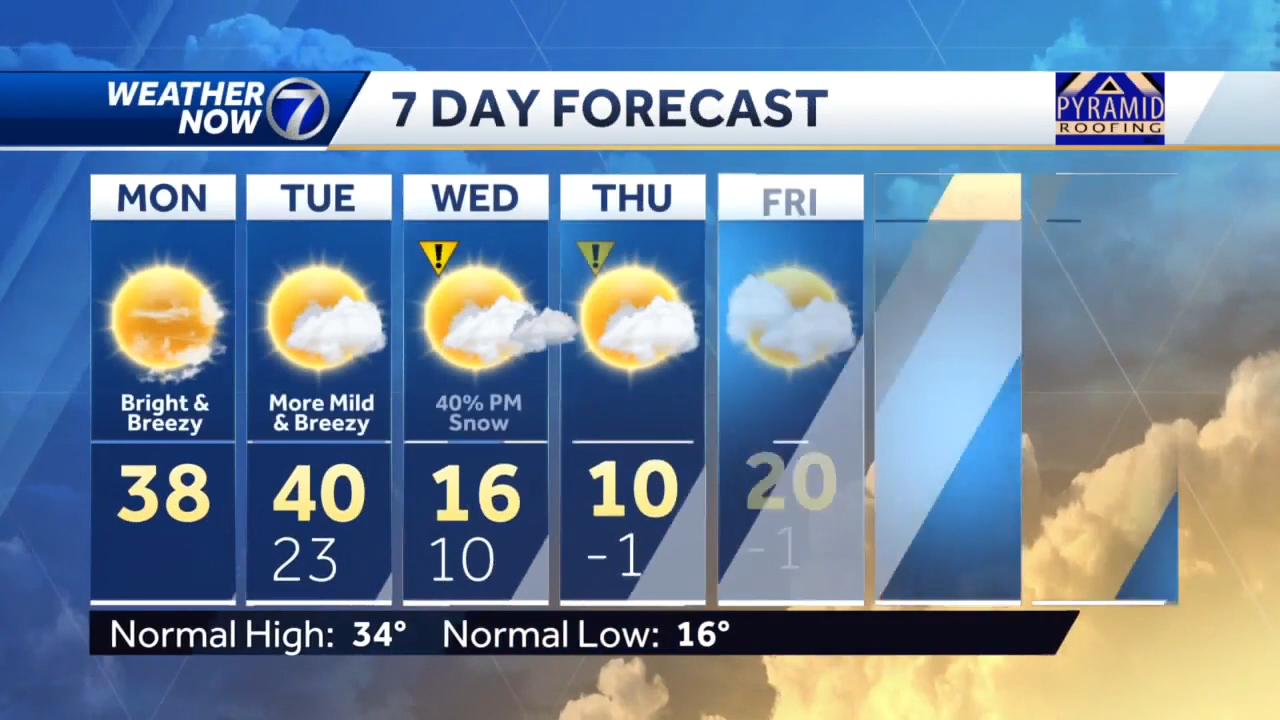 WEATHER
NOW 7
7 DAY FORECAST
PYRAMID
ROOFING
MON
TUE
WED
THU
FRI
!
!
Bright &
Breezy
More Mild
& Breezy
40% PM
Snow
38
40
16
10
20
23
10
-1
-1
Normal High: 34° Normal Low: 16°